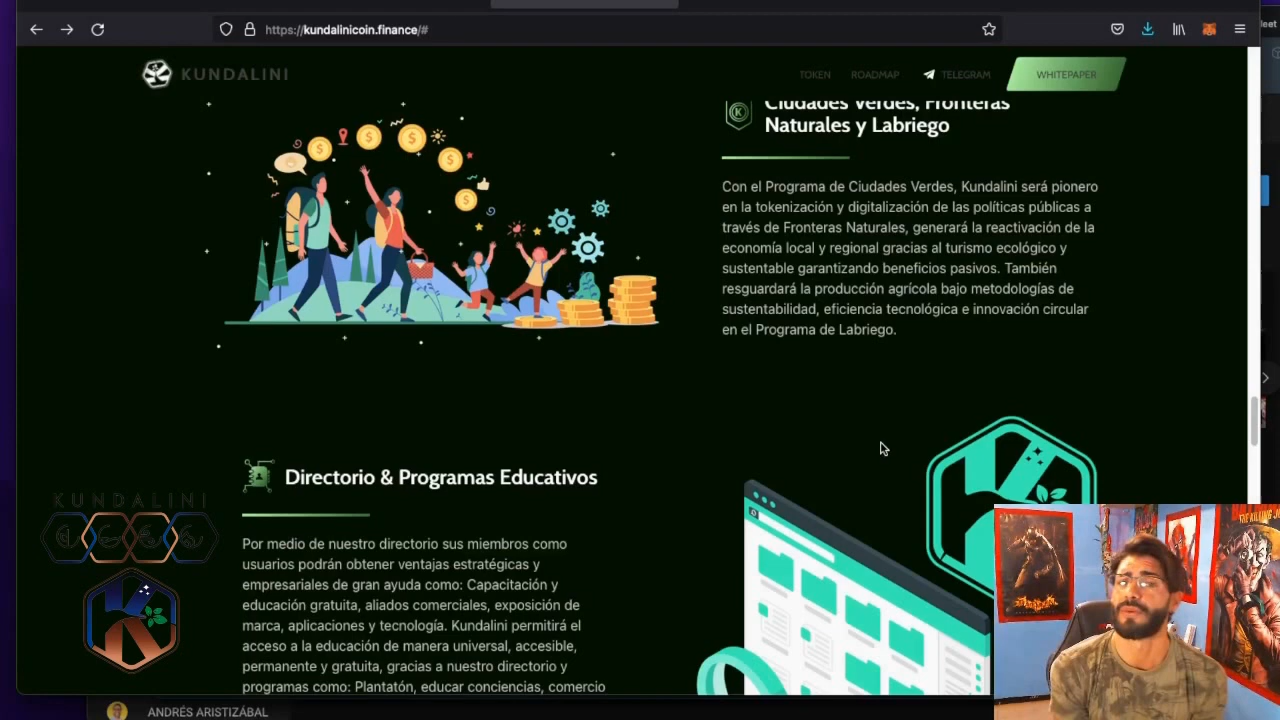 leet
https://kundalinicoin.finance/#
KUNDALINI
TOKEN
ROADMAP
TELEGRAM
WHITEPAPER
Ciudades Verdes, Fronteras
Naturales y Labriego
Con el Programa de Ciudades Verdes, Kundalini será pionero
en la tokenización y digitalización de las políticas públicas a
través de Fronteras Naturales, generará la reactivación de la
economía local y regional gracias al turismo ecológico y
sustentable garantizando beneficios pasivos. También
resguardará la producción agrícola bajo metodologías de
sustentabilidad, eficiencia tecnológica e innovación circular
en el Programa de Labriego.
Directorio & Programas Educativos
Por medio de nuestro directorio sus miembros como
usuarios podrán obtener ventajas estratégicas y
empresariales de gran ayuda como: Capacitación y
educación gratuita, aliados comerciales, exposición de
marca, aplicaciones y tecnología. Kundalini permitirá el
acceso a la educación de manera universal, accesible,
permanente y gratuita, gracias a nuestro directorio y
programas como: Plantatón, educar conciencias, comercio
KUNDALINI
THE KILLING JO
ANDRÉS ARISTIZÁBAL